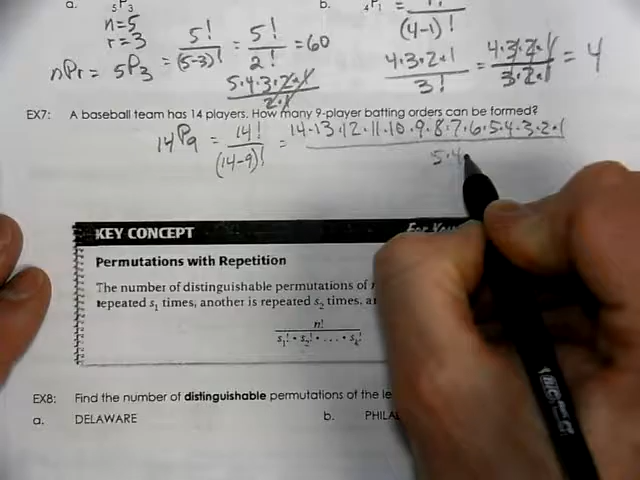 a. 5P3 b. 4P1 =
n=5
r=3
5!/(5-3)! = 5!/2! = 60
(4-1)!
nPr = 5P3
5·4·3·2·1/2·1
4·3·2·1/3! = 4·3·2·1/3·2·1 = 4
EX7: A baseball team has 14 players. How many 9-player batting orders can be formed?
14P9 = 14!/(14-9)! = 14·13·12·11·10·9·8·7·6·5·4·3·2·1
5·4
KEY CONCEPT
Permutations with Repetition
The number of distinguishable permutations of
repeated s1 times, another is repeated s2 times,
n!
s1! · s2! · ... · sk!
EX8: Find the number of distinguishable permutations of the
a. DELAWARE b.